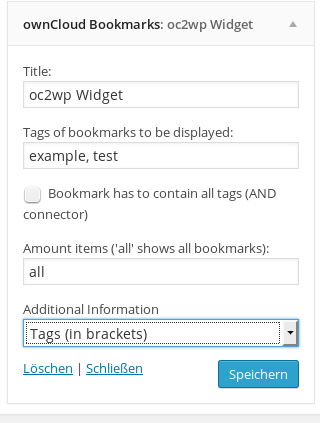 ownCloud Bookmarks: oc2wp Widget
Title:
oc2wp Widget
Tags of bookmarks to be displayed:
example, test
Bookmark has to contain all tags (AND
connector)
Amount items ('all' shows all bookmarks):
all
Additional Information
Tags (in brackets)
Löschen | Schließen
Speichern